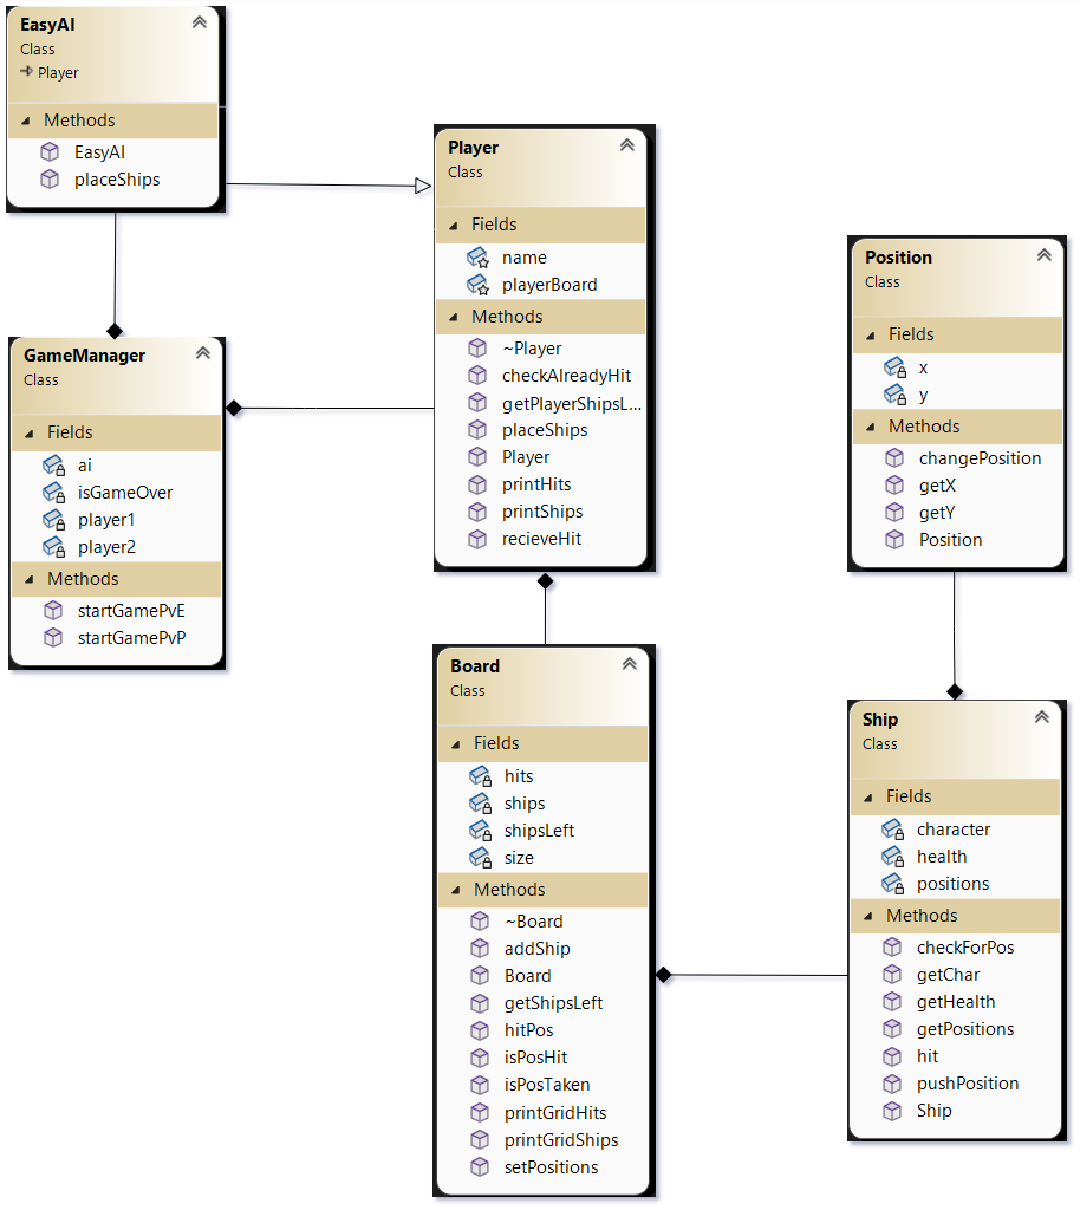 EasyAI
Class
Player
Methods
EasyAI
placeShips
Player
Class
Fields
name
playerBoard
Methods
~Player
checkAlreadyHit
getPlayerShipsL...
placeShips
Player
printHits
printShips
recieveHit
Position
Class
Fields
x
y
Methods
changePosition
getX
getY
Position
GameManager
Class
Fields
ai
isGameOver
player1
player2
Methods
startGamePvE
startGamePvP
Board
Class
Fields
hits
ships
shipsLeft
size
Methods
~Board
addShip
Board
getShipsLeft
hitPos
isPosHit
isPosTaken
printGridHits
printGridShips
setPositions
Ship
Class
Fields
character
health
positions
Methods
checkForPos
getChar
getHealth
getPositions
hit
pushPosition
Ship